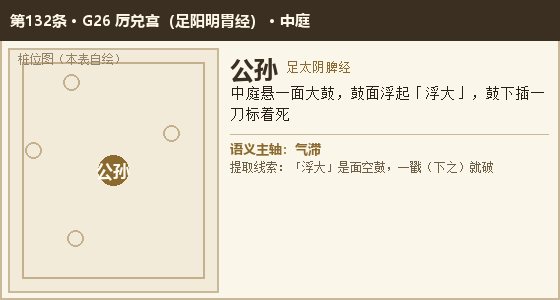 第132条・G26 厉兑宫（足阳明胃经）・中庭
桩位图（本表自绘）
公孙
公孙 足太阴脾经
中庭悬一面大鼓，鼓面浮起「浮大」，鼓下插一
刀标着死
语义主轴：气滞
提取线索：「浮大」是面空鼓，一戳（下之）就破